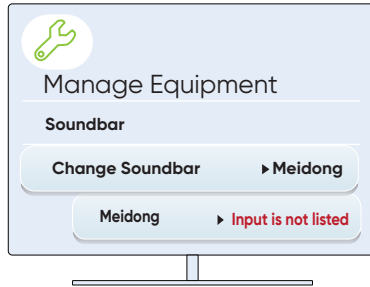 Manage Equipment
Soundbar
Change Soundbar ▸ Meidong
Meidong ▸ Input is not listed